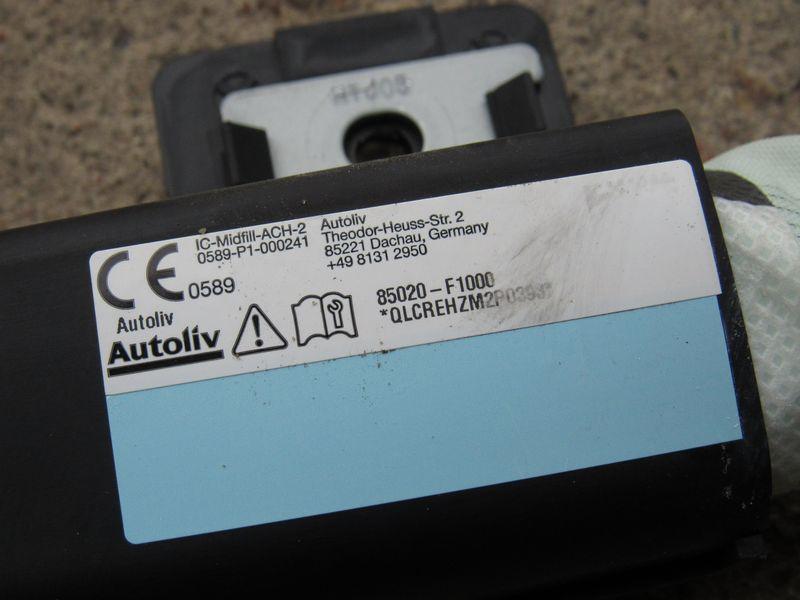 CE
0589
IC-Midfill-ACH-2
0589-P1-000241
Autoliv
Theodor-Heuss-Str. 2
85221 Dachau, Germany
+49 8131 2950
Autoliv
Autoliv
85020-F1000